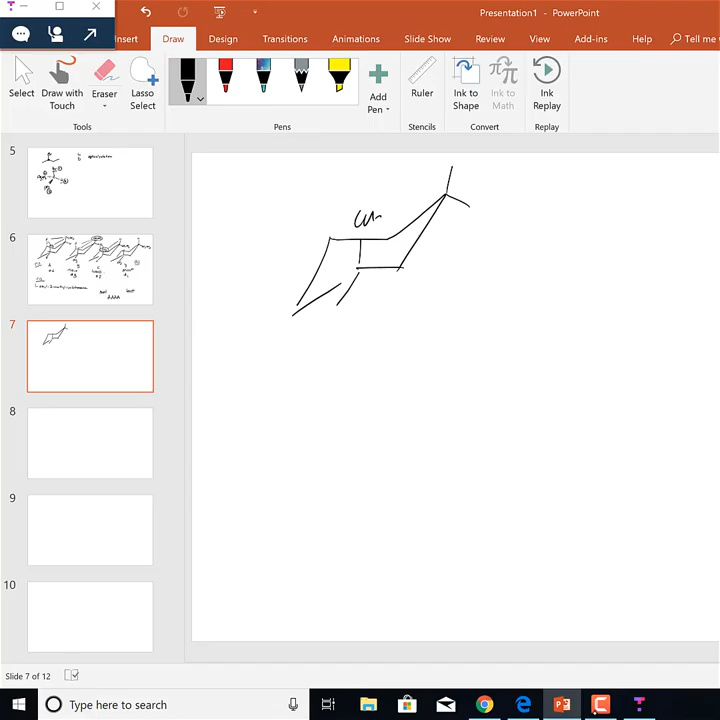 Presentation1 - PowerPoint
Insert Draw Design Transitions Animations Slide Show Review View Add-ins Help Tell me
Select
Draw with
Touch
Eraser
Lasso
Select
Add
Pen
Ruler
Ink to
Shape
Ink to
Math
Ink
Replay
Tools
Pens
Stencils
Convert
Replay
5
6
7
8
9
10
Slide 7 of 12
Type here to search